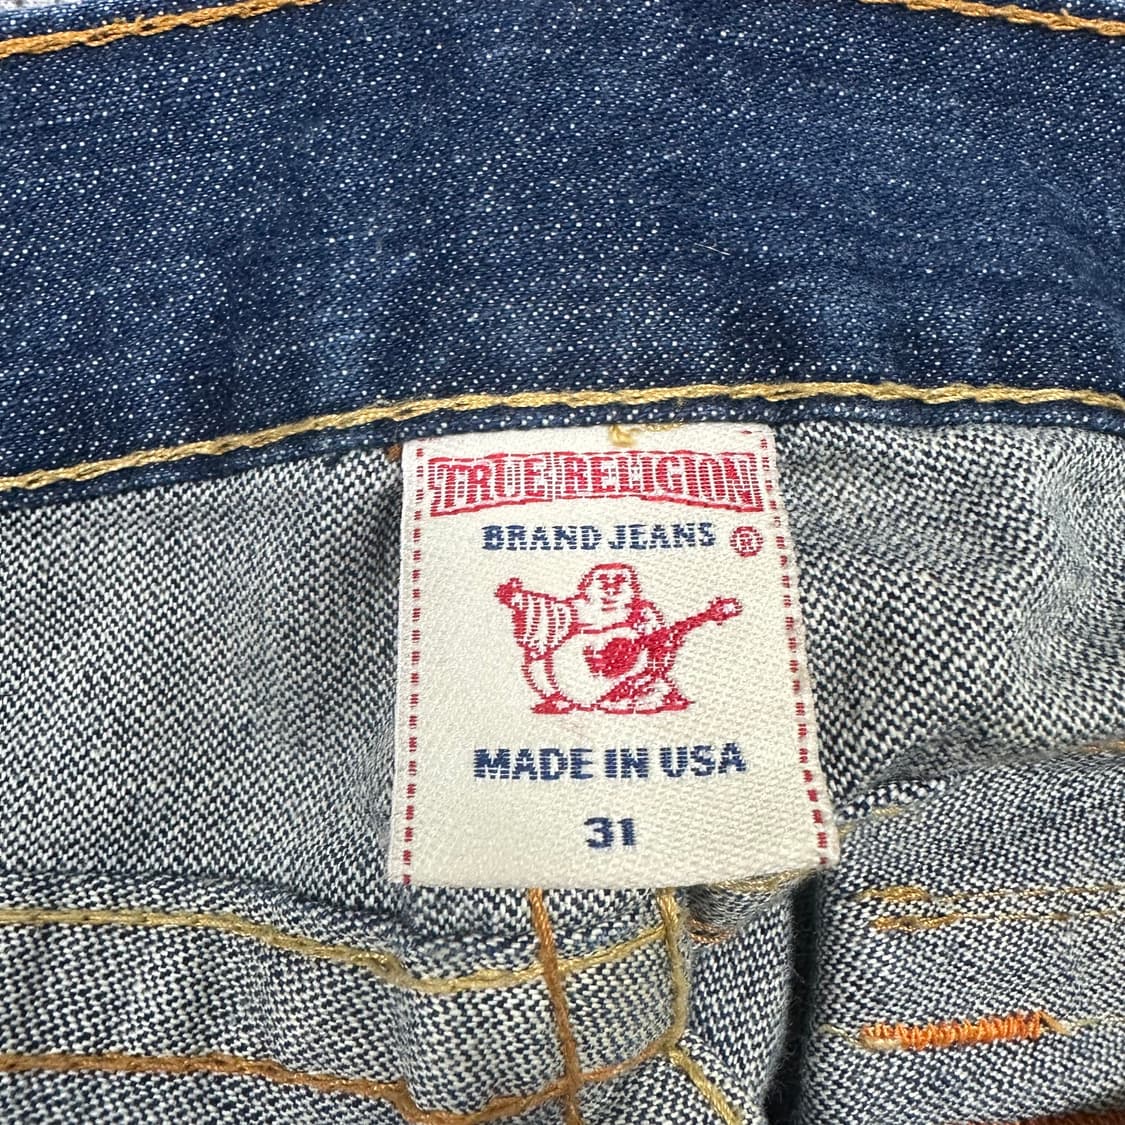 TRUE RELIGION
BRAND JEANS ®
MADE IN USA
31